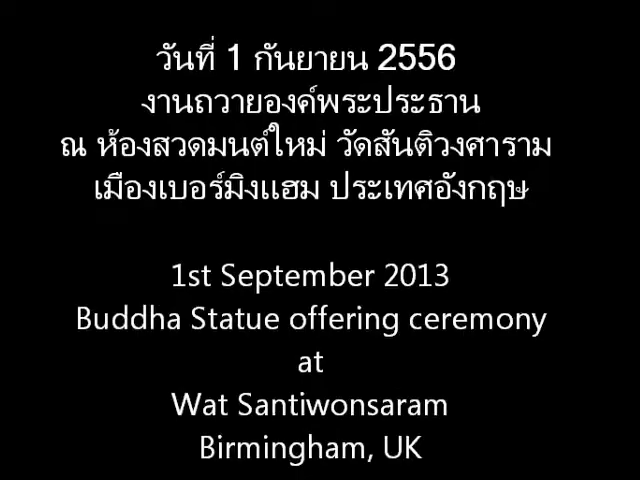 วันที่ 1 กันยายน 2556
งานถวายองค์พระประธาน
ณ ห้องสวดมนต์ใหม่ วัดสันติวงศาราม
เมืองเบอร์มิงแฮม ประเทศอังกฤษ
1st September 2013
Buddha Statue offering ceremony
at
Wat Santiwonsaram
Birmingham, UK